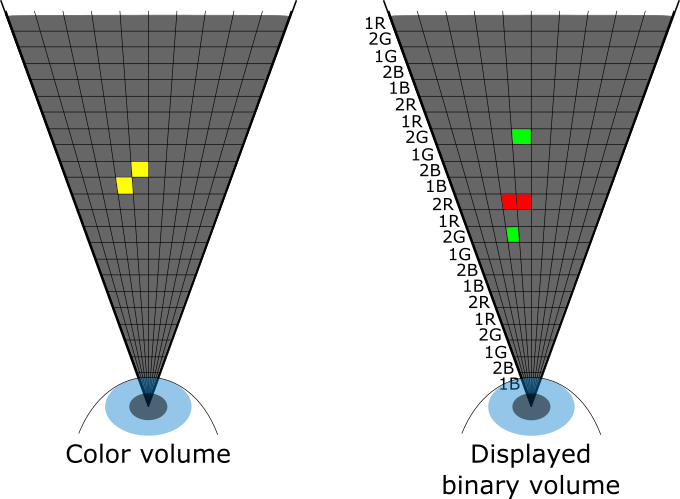 1R
2G
1G
2B
1B
2R
1R
2G
1G
2B
1B
2R
1R
2G
1G
2B
1B
2R
1R
2G
1G
2B
1B
Color volume
Displayed
binary volume